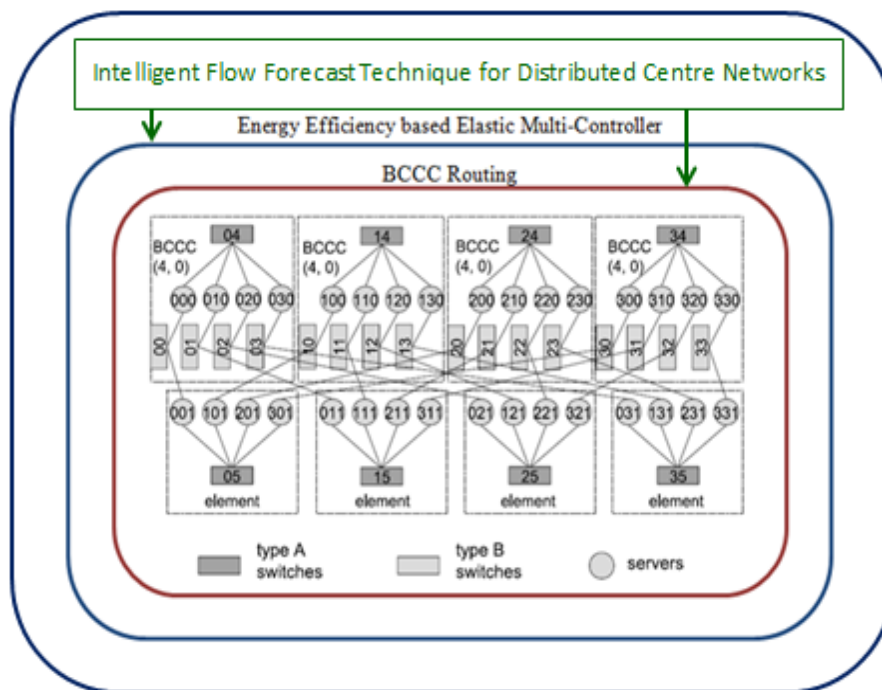 Intelligent Flow Forecast Technique for Distributed Centre Networks
Energy Efficiency based Elastic Multi-Controller
BCCC Routing
04 14 24 34
BCCC BCCC BCCC BCCC
(4, 0) (4, 0) (4, 0) (4, 0)
000 010 020 030 100 110 120 130 200 210 220 230 300 310 320 330
00 01 02 03 10 11 12 13 20 21 22 23 30 31 32 33
001 101 201 301 011 111 211 311 021 121 221 321 031 131 231 331
05 15 25 35
element element element element
type A type B servers
switches switches